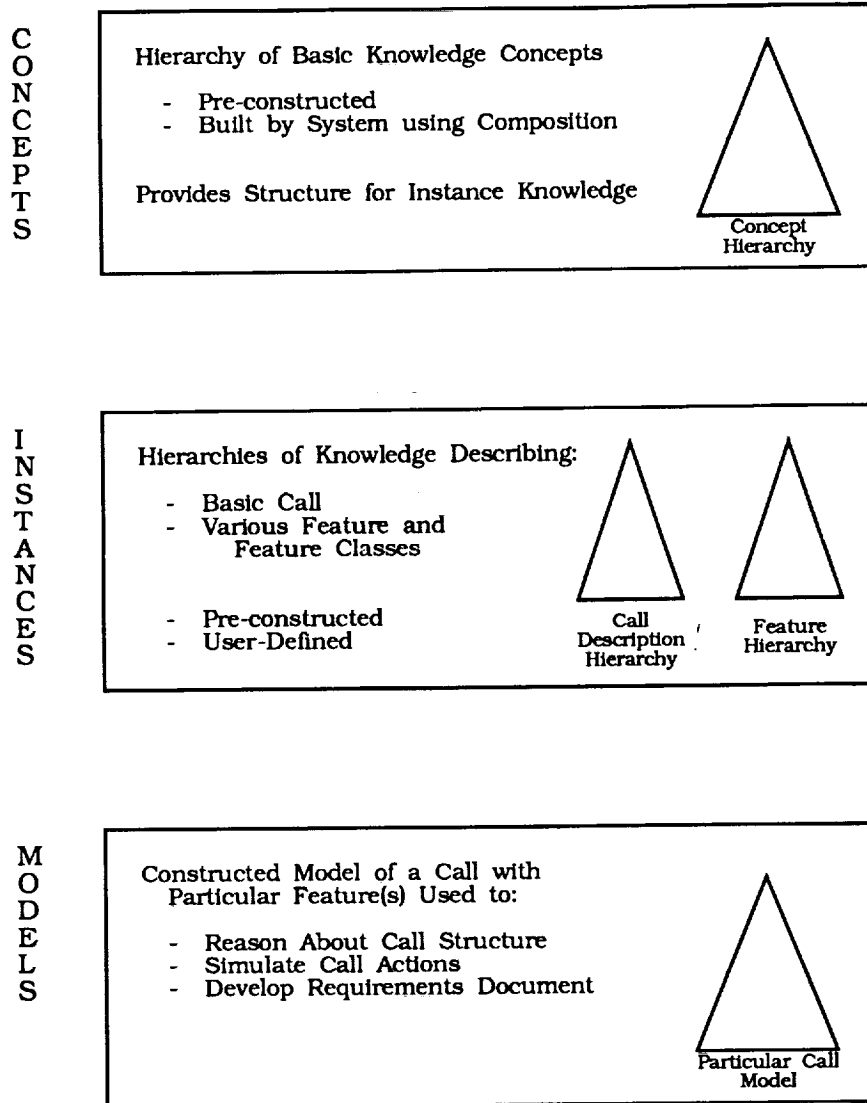 CONCEPTS
Hierarchy of Basic Knowledge Concepts
- Pre-constructed
- Built by System using Composition
Provides Structure for Instance Knowledge
Concept
Hierarchy
INSTANCES
Hierarchies of Knowledge Describing:
- Basic Call
- Various Feature and
Feature Classes
- Pre-constructed
- User-Defined
Call
Description
Hierarchy
Feature
Hierarchy
MODELS
Constructed Model of a Call with
Particular Feature(s) Used to:
- Reason About Call Structure
- Simulate Call Actions
- Develop Requirements Document
Particular Call
Model